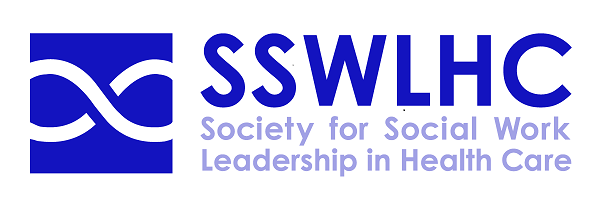 SSWLHC
Society for Social Work
Leadership in Health Care